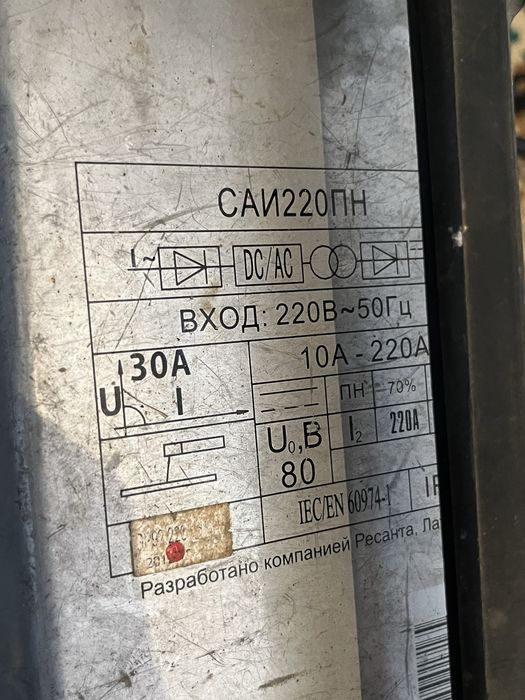 САИ220ПН
1~ DC/AC
ВХОД: 220В~50Гц
30А
10А - 220А
U I
ПН 70%
I₂ 220А
U₀,В
80
IEC/EN 60974-1
Разработано компанией Ресанта,